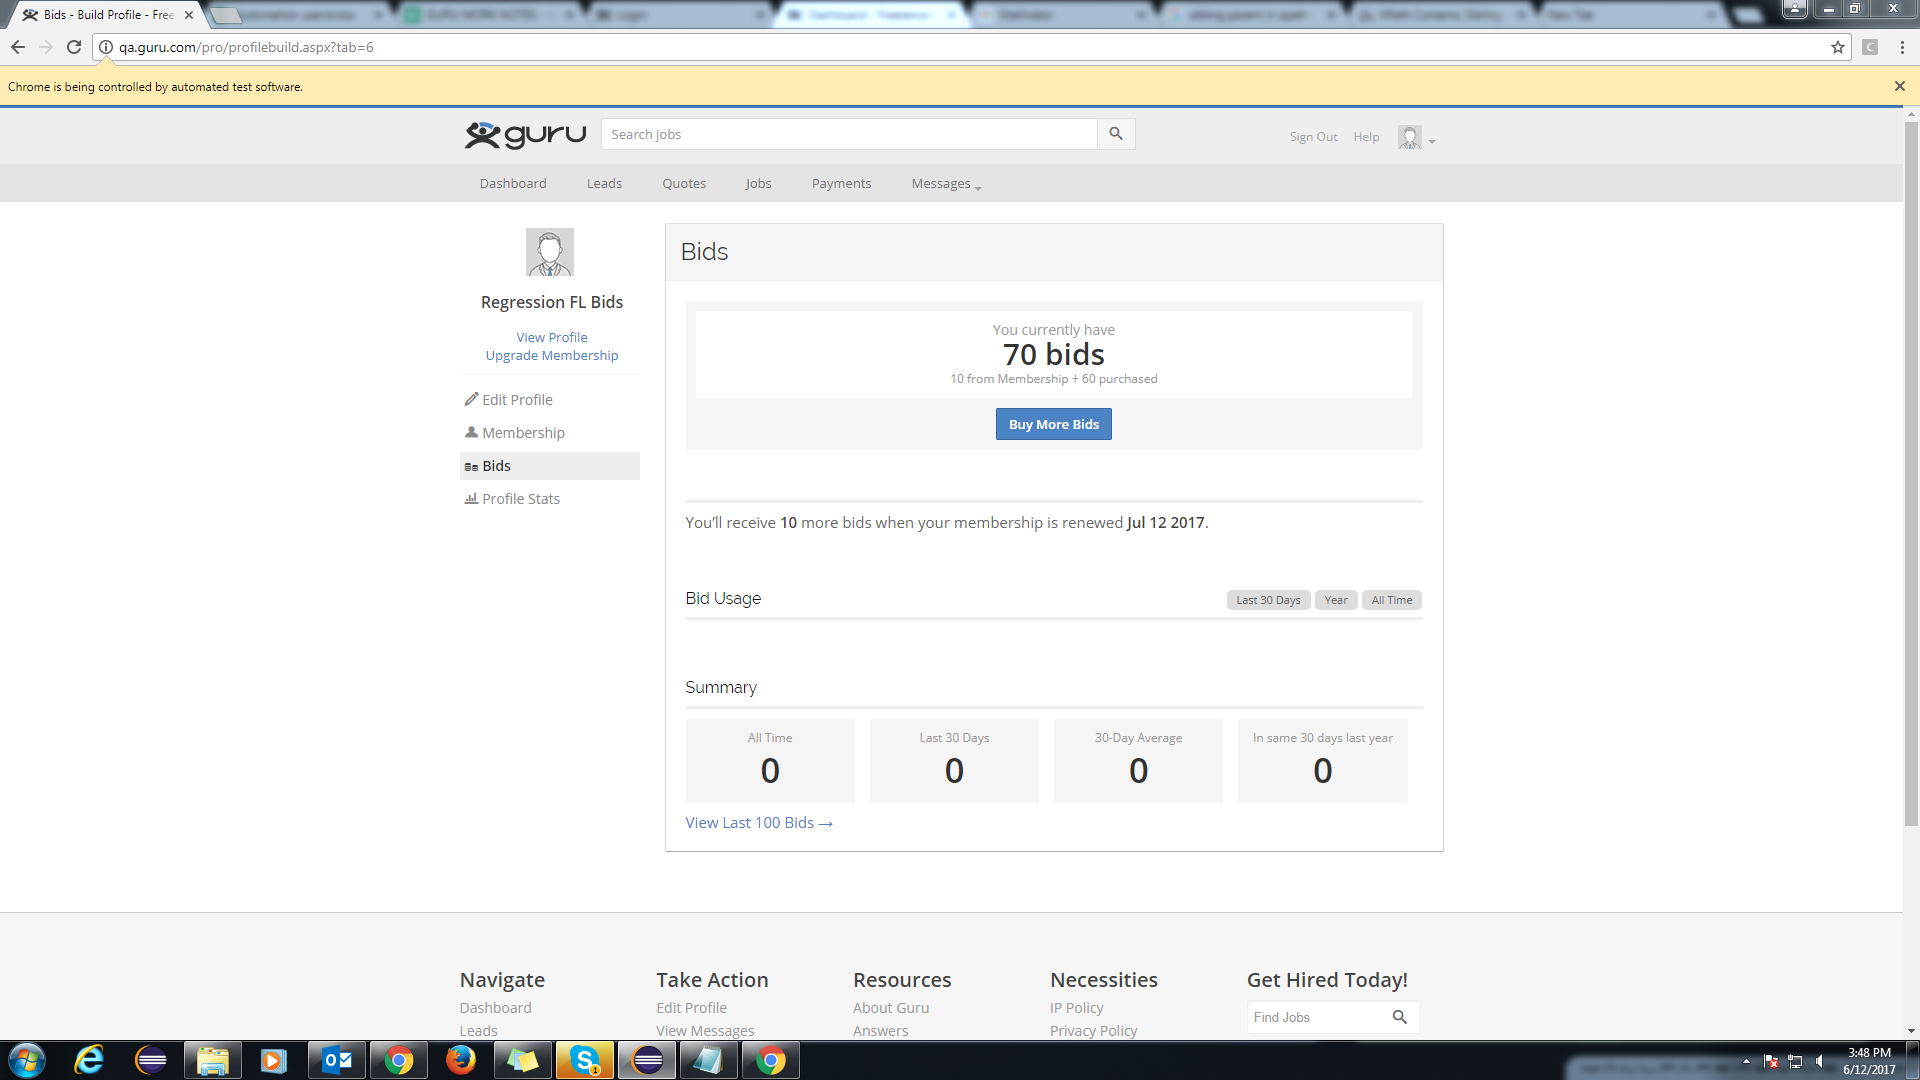 Bids - Build Profile - Free
qa.guru.com/pro/profilebuild.aspx?tab=6
Chrome is being controlled by automated test software.
guru
Search jobs
Sign Out Help
Dashboard Leads Quotes Jobs Payments Messages
Regression FL Bids
View Profile
Upgrade Membership
Edit Profile
Membership
Bids
Profile Stats
Bids
You currently have
70 bids
10 from Membership + 60 purchased
Buy More Bids
You'll receive 10 more bids when your membership is renewed Jul 12 2017.
Bid Usage
Last 30 Days Year All Time
Summary
All Time Last 30 Days 30-Day Average In same 30 days last year
0 0 0 0
View Last 100 Bids →
Navigate Take Action Resources Necessities Get Hired Today!
Dashboard Edit Profile About Guru IP Policy Find Jobs
Leads View Messages Answers Privacy Policy
3:48 PM
6/12/2017